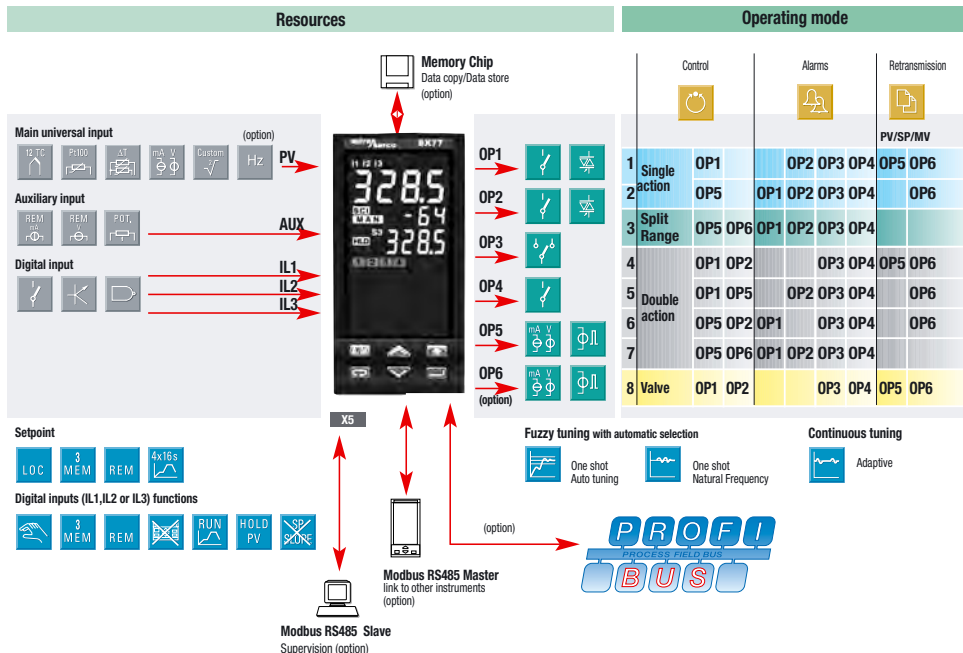 Resources
Operating mode
Memory Chip
Data copy/Data store
(option)
Main universal input
(option)
12 TC
Pt100
ΔT
mA V
Custom
√
Hz
PV
Auxiliary input
REM
mA
REM
V
POT,
AUX
Digital input
IL1
IL2
IL3
BX77
I1 I2 I3
328.5
MAN
-64
S3
HLD
328.5
X5
OP1
OP2
OP3
OP4
OP5
mA V
OP6
(option)
mA V
Control
Alarms
Retransmission
PV/SP/MV
1 Single action OP1 OP2 OP3 OP4 OP5 OP6
2 OP5 OP1 OP2 OP3 OP4 OP6
3 Split Range OP5 OP6 OP1 OP2 OP3 OP4
4 OP1 OP2 OP3 OP4 OP5 OP6
5 Double action OP1 OP5 OP2 OP3 OP4 OP6
6 OP5 OP2 OP1 OP3 OP4 OP6
7 OP5 OP6 OP1 OP2 OP3 OP4
8 Valve OP1 OP2 OP3 OP4 OP5 OP6
Setpoint
LOC
3 MEM
REM
4x16s
Digital inputs (IL1,IL2 or IL3) functions
3 MEM
REM
RUN
HOLD PV
SP SLOPE
Fuzzy tuning with automatic selection
One shot
Auto tuning
One shot
Natural Frequency
Continuous tuning
Adaptive
(option)
PROFI
PROCESS FIELD BUS
BUS
Modbus RS485 Master
link to other instruments
(option)
Modbus RS485 Slave
Supervision (option)